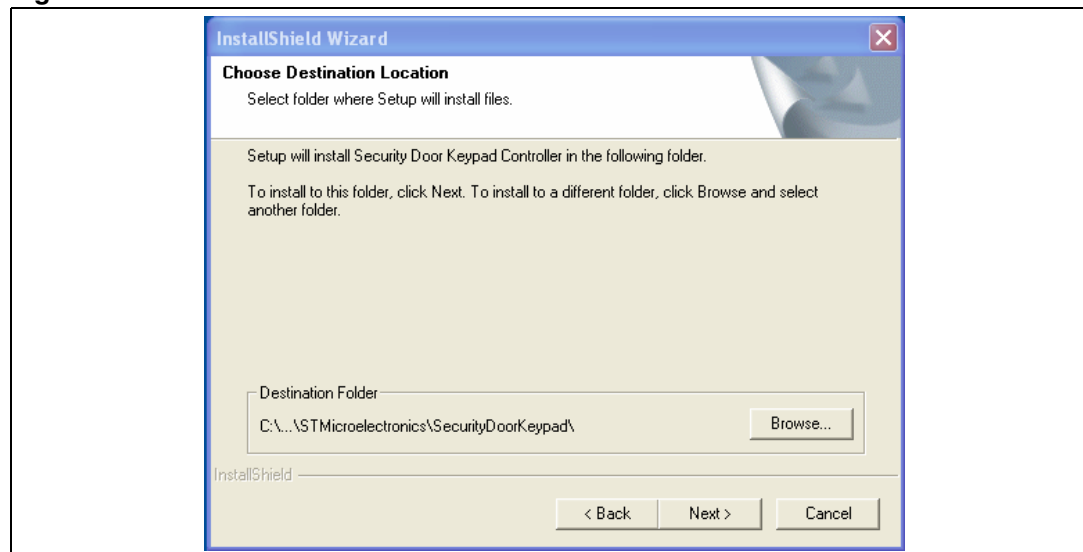 InstallShield Wizard
Choose Destination Location
Select folder where Setup will install files.
Setup will install Security Door Keypad Controller in the following folder.
To install to this folder, click Next. To install to a different folder, click Browse and select
another folder.
Destination Folder
C:\...\STMicroelectronics\SecurityDoorKeypad\
Browse...
InstallShield
< Back
Next >
Cancel